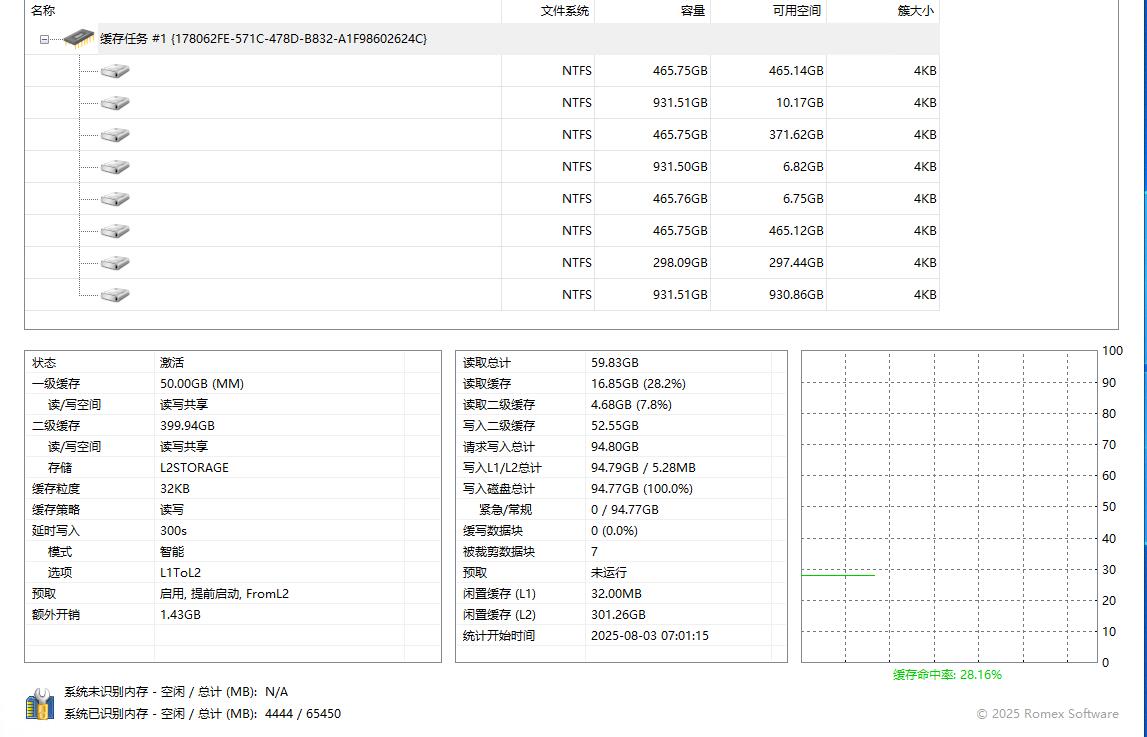 名称 文件系统 容量 可用空间 簇大小
缓存任务 #1 {178062FE-571C-478D-B832-A1F98602624C}
NTFS 465.75GB 465.14GB 4KB
NTFS 931.51GB 10.17GB 4KB
NTFS 465.75GB 371.62GB 4KB
NTFS 931.50GB 6.82GB 4KB
NTFS 465.76GB 6.75GB 4KB
NTFS 465.75GB 465.12GB 4KB
NTFS 298.09GB 297.44GB 4KB
NTFS 931.51GB 930.86GB 4KB
状态 激活
一级缓存 50.00GB (MM)
读/写空间 读写共享
二级缓存 399.94GB
读/写空间 读写共享
存储 L2STORAGE
缓存粒度 32KB
缓存策略 读写
延时写入 300s
模式 智能
选项 L1ToL2
预取 启用, 提前启动, FromL2
额外开销 1.43GB
读取总计 59.83GB
读取缓存 16.85GB (28.2%)
读取二级缓存 4.68GB (7.8%)
写入二级缓存 52.55GB
请求写入总计 94.80GB
写入L1/L2总计 94.79GB / 5.28MB
写入磁盘总计 94.77GB (100.0%)
紧急/常规 0 / 94.77GB
缓写数据块 0 (0.0%)
被裁剪数据块 7
预取 未运行
闲置缓存 (L1) 32.00MB
闲置缓存 (L2) 301.26GB
统计开始时间 2025-08-03 07:01:15
100
90
80
70
60
50
40
30
20
10
0
缓存命中率: 28.16%
系统未识别内存 - 空闲 / 总计 (MB): N/A
系统已识别内存 - 空闲 / 总计 (MB): 4444 / 65450
© 2025 Romex Software